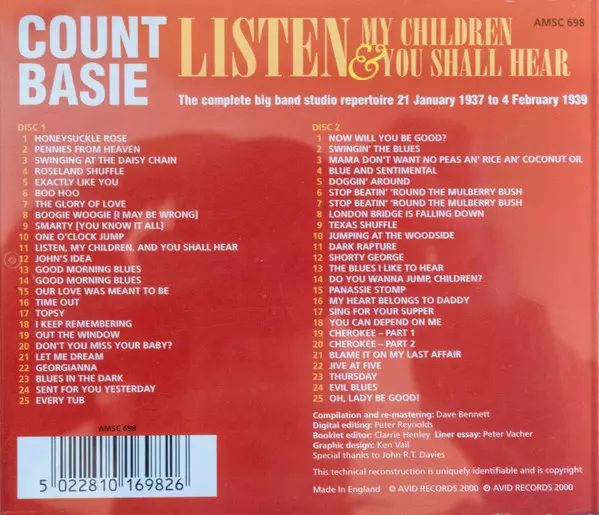 COUNT
BASIE
LISTEN MY CHILDREN
& YOU SHALL HEAR
AMSC 698
The complete big band studio repertoire 21 January 1937 to 4 February 1939
DISC 1
1 HONEYSUCKLE ROSE
2 PENNIES FROM HEAVEN
3 SWINGING AT THE DAISY CHAIN
4 ROSELAND SHUFFLE
5 EXACTLY LIKE YOU
6 BOO HOO
7 THE GLORY OF LOVE
8 BOOGIE WOOGIE [I MAY BE WRONG]
9 SMARTY [YOU KNOW IT ALL]
10 ONE O'CLOCK JUMP
11 LISTEN, MY CHILDREN, AND YOU SHALL HEAR
12 JOHN'S IDEA
13 GOOD MORNING BLUES
14 GOOD MORNING BLUES
15 OUR LOVE WAS MEANT TO BE
16 TIME OUT
17 TOPSY
18 I KEEP REMEMBERING
19 OUT THE WINDOW
20 DON'T YOU MISS YOUR BABY?
21 LET ME DREAM
22 GEORGIANNA
23 BLUES IN THE DARK
24 SENT FOR YOU YESTERDAY
25 EVERY TUB
DISC 2
1 NOW WILL YOU BE GOOD?
2 SWINGIN' THE BLUES
3 MAMA DON'T WANT NO PEAS AN' RICE AN' COCONUT OIL
4 BLUE AND SENTIMENTAL
5 DOGGIN' AROUND
6 STOP BEATIN' 'ROUND THE MULBERRY BUSH
7 STOP BEATIN' 'ROUND THE MULBERRY BUSH
8 LONDON BRIDGE IS FALLING DOWN
9 TEXAS SHUFFLE
10 JUMPING AT THE WOODSIDE
11 DARK RAPTURE
12 SHORTY GEORGE
13 THE BLUES I LIKE TO HEAR
14 DO YOU WANNA JUMP, CHILDREN?
15 PANASSIE STOMP
16 MY HEART BELONGS TO DADDY
17 SING FOR YOUR SUPPER
18 YOU CAN DEPEND ON ME
19 CHEROKEE – PART 1
20 CHEROKEE – PART 2
21 BLAME IT ON MY LAST AFFAIR
22 JIVE AT FIVE
23 THURSDAY
24 EVIL BLUES
25 OH, LADY BE GOOD!
Compilation and re-mastering: Dave Bennett
Digital editing: Peter Reynolds
Booklet editor: Clarrie Henley Liner essay: Peter Vacher
Graphic design: Ken Vail
Special thanks to John R.T. Davies
This technical reconstruction is uniquely identifiable and is copyright
Made in England ℗ AVID RECORDS 2000 © AVID RECORDS 2000
AMSC 698
5 022810 169826